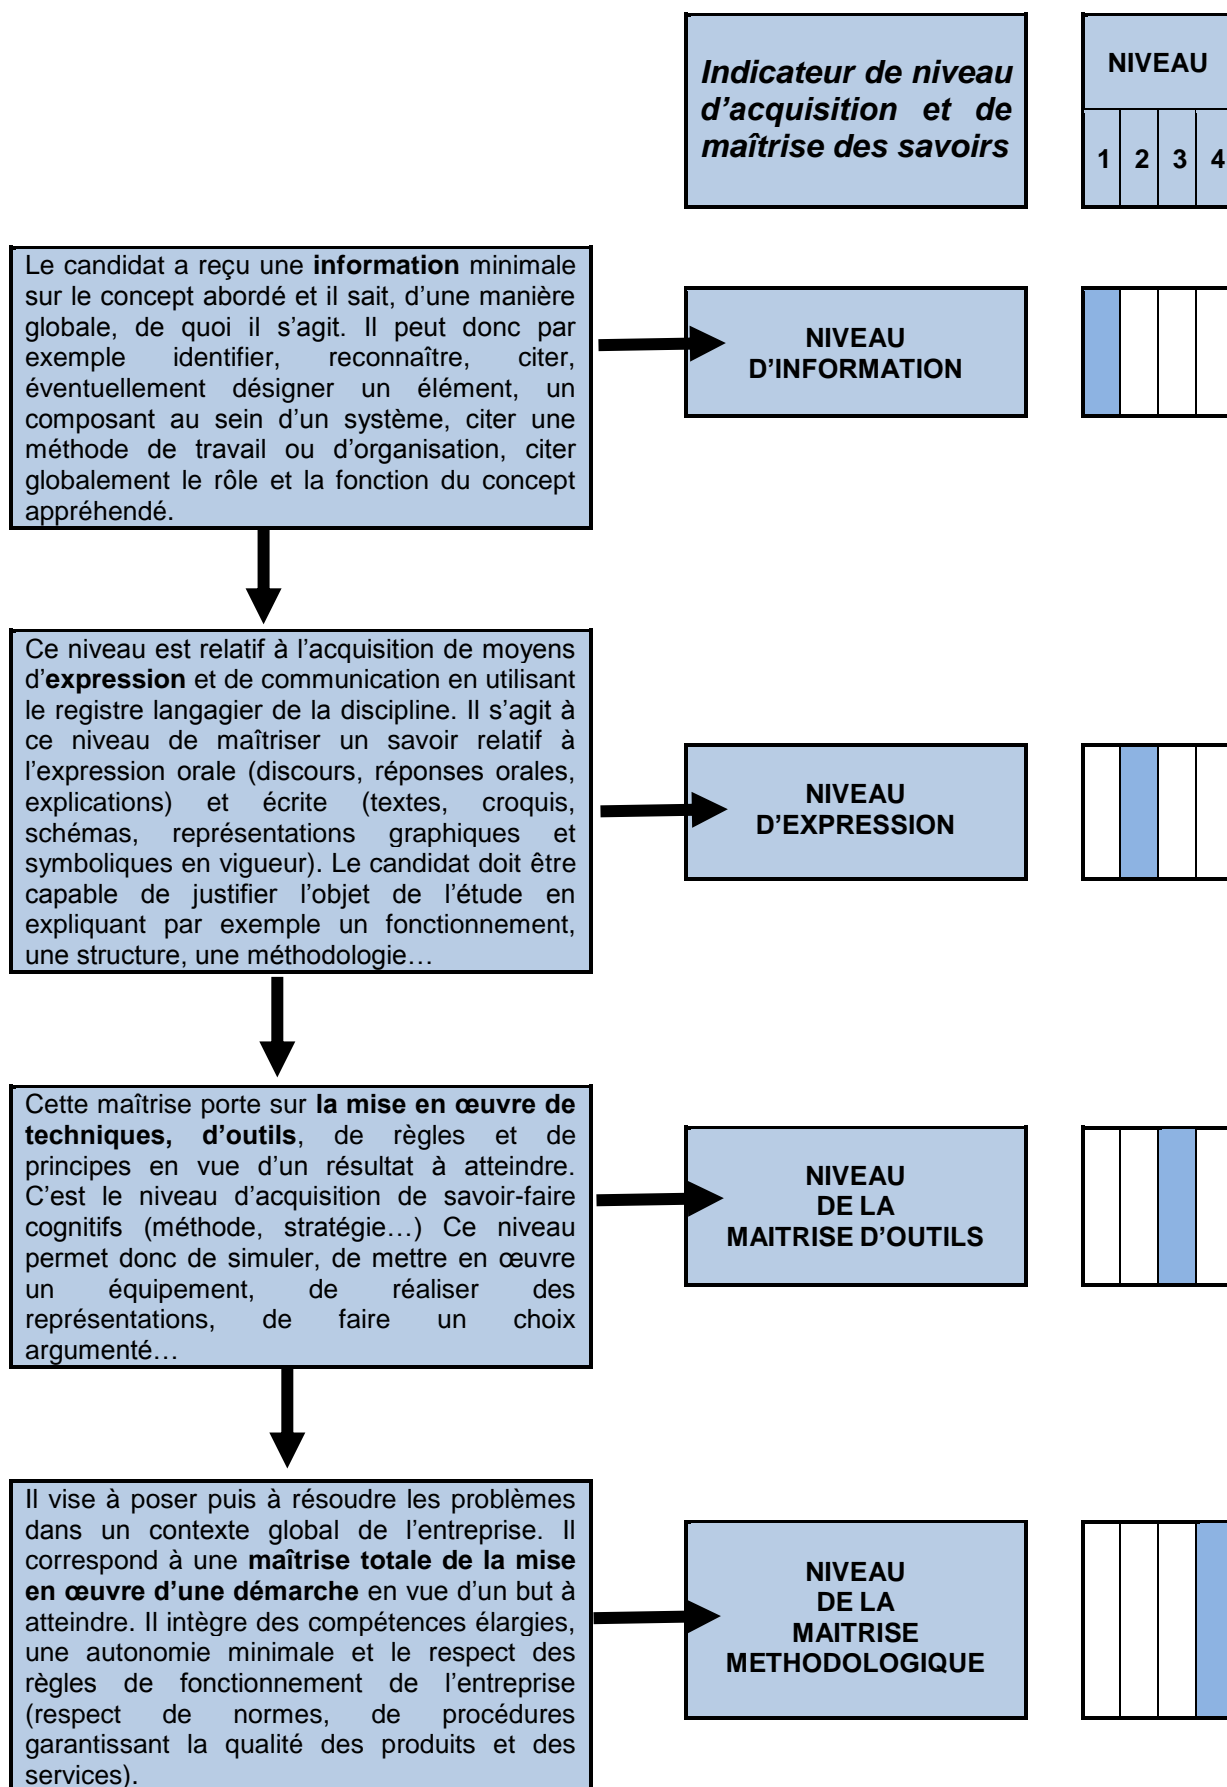 Indicateur de niveau
d'acquisition et de
maîtrise des savoirs
NIVEAU
1 2 3 4
Le candidat a reçu une information minimale
sur le concept abordé et il sait, d’une manière
globale, de quoi il s’agit. Il peut donc par
exemple identifier, reconnaître, citer,
éventuellement désigner un élément, un
composant au sein d’un système, citer une
méthode de travail ou d’organisation, citer
globalement le rôle et la fonction du concept
appréhendé.
NIVEAU
D’INFORMATION
Ce niveau est relatif à l’acquisition de moyens
d’expression et de communication en utilisant
le registre langagier de la discipline. Il s’agit à
ce niveau de maîtriser un savoir relatif à
l’expression orale (discours, réponses orales,
explications) et écrite (textes, croquis,
schémas, représentations graphiques et
symboliques en vigueur). Le candidat doit être
capable de justifier l’objet de l’étude en
expliquant par exemple un fonctionnement,
une structure, une méthodologie…
NIVEAU
D’EXPRESSION
Cette maîtrise porte sur la mise en œuvre de
techniques, d’outils, de règles et de
principes en vue d’un résultat à atteindre.
C’est le niveau d’acquisition de savoir-faire
cognitifs (méthode, stratégie…) Ce niveau
permet donc de simuler, de mettre en œuvre
un équipement, de réaliser des
représentations, de faire un choix
argumenté…
NIVEAU
DE LA
MAITRISE D’OUTILS
Il vise à poser puis à résoudre les problèmes
dans un contexte global de l’entreprise. Il
correspond à une maîtrise totale de la mise
en œuvre d’une démarche en vue d’un but à
atteindre. Il intègre des compétences élargies,
une autonomie minimale et le respect des
règles de fonctionnement de l’entreprise
(respect de normes, de procédures
garantissant la qualité des produits et des
services).
NIVEAU
DE LA
MAITRISE
METHODOLOGIQUE